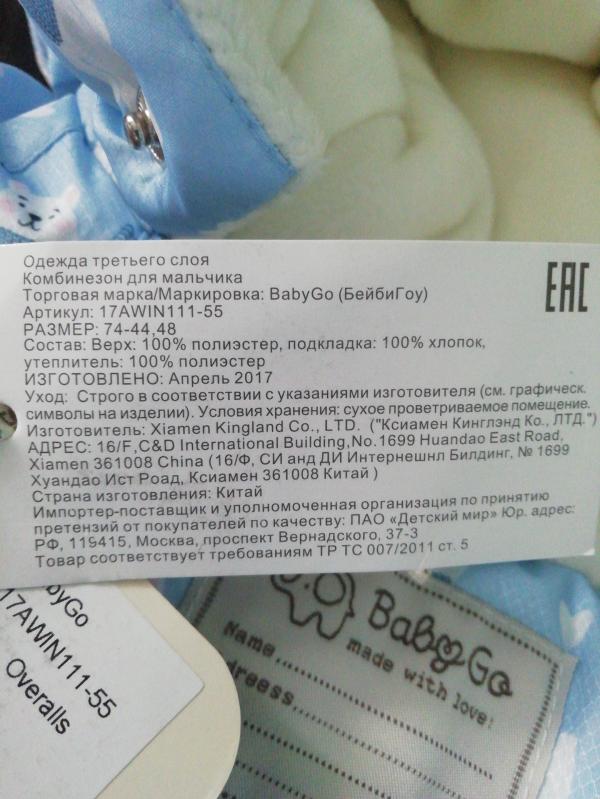 Одежда третьего слоя
Комбинезон для мальчика
Торговая марка/Маркировка: BabyGo (БейбиГоу)
Артикул: 17AWIN111-55
РАЗМЕР: 74-44,48
Состав: Верх: 100% полиэстер, подкладка: 100% хлопок,
утеплитель: 100% полиэстер
ИЗГОТОВЛЕНО: Апрель 2017
Уход: Строго в соответствии с указаниями изготовителя (см. графическ.
символы на изделии). Условия хранения: сухое проветриваемое помещение.
Изготовитель: Xiamen Kingland Co., LTD. ("Ксиамен Кинглэнд Ко., ЛТД.")
АДРЕС: 16/F,C&D International Building,No.1699 Huandao East Road,
Xiamen 361008 China (16/Ф, СИ анд ДИ Интернешнл Билдинг, № 1699
Хуандао Ист Роад, Ксиамен 361008 Китай )
Страна изготовления: Китай
Импортер-поставщик и уполномоченная организация по принятию
претензий от покупателей по качеству: ПАО «Детский мир» Юр. адрес:
РФ, 119415, Москва, проспект Вернадского, 37-3
Товар соответствует требованиям ТР ТС 007/2011 ст. 5
EAC
byGo
17AWIN111-55
Overalls
BabyGo
made with love!
Name
dress